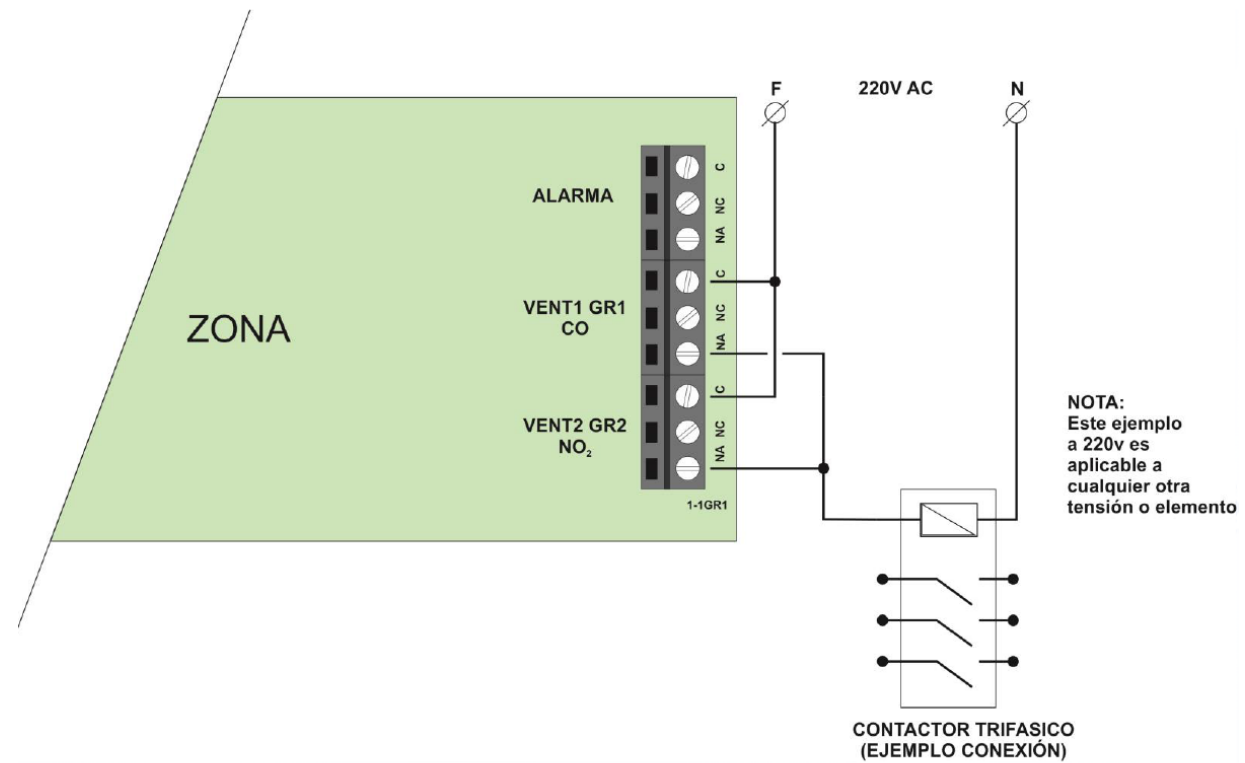 F
220V AC
N
ALARMA
C
NC
NA
VENT1 GR1
CO
C
NC
NA
ZONA
VENT2 GR2
NO₂
C
NC
NA
1-1GR1
NOTA:
Este ejemplo
a 220v es
aplicable a
cualquier otra
tensión o elemento
CONTACTOR TRIFASICO
(EJEMPLO CONEXIÓN)